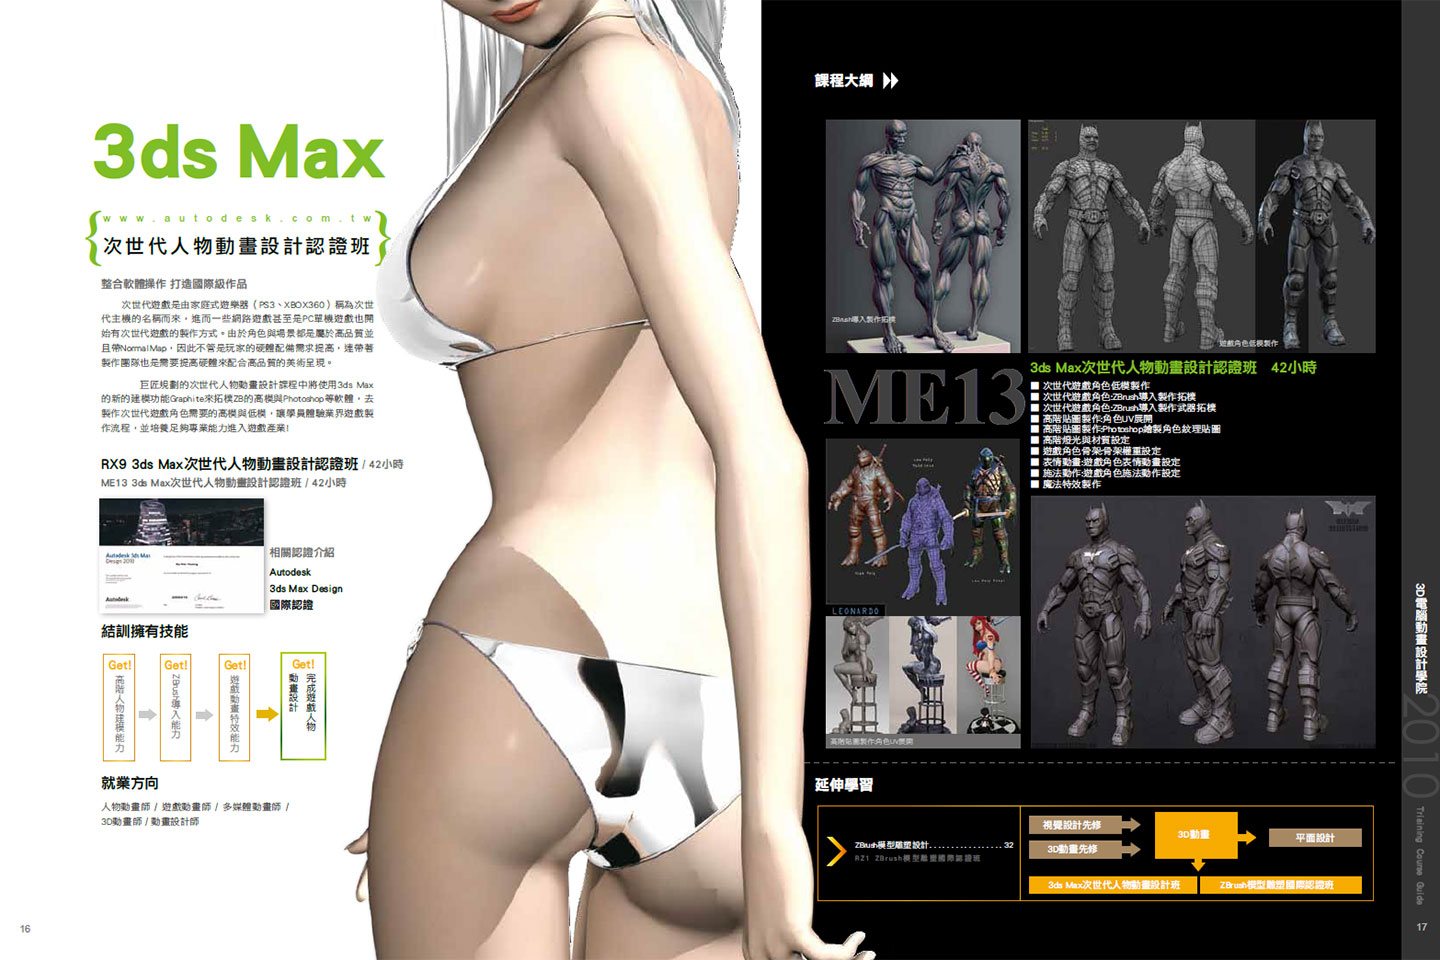 3ds Max
www.autodesk.com.tw
次世代人物動畫設計認證班
整合軟體操作 打造國際級作品
次世代遊戲是由家庭式遊樂器（PS3、XBOX360）稱為次世
代主機的名稱而來，進而一些網路遊戲甚至是PC單機遊戲也開
始有次世代遊戲的製作方式。由於角色與場景都是屬於高品質並
且帶Normal Map，因此不管是玩家的硬體配備需求提高，連帶著
製作團隊也是需要提高硬體來配合高品質的美術呈現。
巨匠規劃的次世代人物動畫設計課程中將使用3ds Max
的新的建模功能Graphite來拓樸ZB的高模與Photoshop等軟體，去
製作次世代遊戲角色需要的高模與低模，讓學員體驗業界遊戲製
作流程，並培養足夠專業能力進入遊戲產業!
RX9 3ds Max次世代人物動畫設計認證班 / 42小時
ME13 3ds Max次世代人物動畫設計認證班 / 42小時
Autodesk 3ds Max
Design 2010
Autodesk
相關認證介紹
Autodesk
3ds Max Design
國際認證
結訓擁有技能
Get!
高階人物建模能力
Get!
ZBrush導入能力
Get!
遊戲動畫特效能力
Get!
完成遊戲人物
動畫設計
就業方向
人物動畫師 / 遊戲動畫師 / 多媒體動畫師 /
3D動畫師 / 動畫設計師
16
課程大綱
ZBrush導入製作拓樸
遊戲角色低模製作
ME13
3ds Max次世代人物動畫設計認證班 42小時
■ 次世代遊戲角色低模製作
■ 次世代遊戲角色:ZBrush導入製作拓樸
■ 次世代遊戲角色:ZBrush導入製作武器拓樸
■ 高階貼圖製作:角色UV展開
■ 高階貼圖製作:Photoshop繪製角色紋理貼圖
■ 高階燈光與材質設定
■ 遊戲角色骨架:骨架權重設定
■ 表情動畫:遊戲角色表情動畫設定
■ 施法動作:遊戲角色施法動作設定
■ 魔法特效製作
LEONARDO
高階貼圖製作角色UV展開
延伸學習
ZBrush模型雕塑設計................ 32
RZ1 ZBrush模型雕塑國際認證班
視覺設計先修
3D動畫先修
3D動畫
平面設計
3ds Max次世代人物動畫設計班
ZBrush模型雕塑國際認證班
3D電腦動畫設計學院
2010
Training Course Guide
17